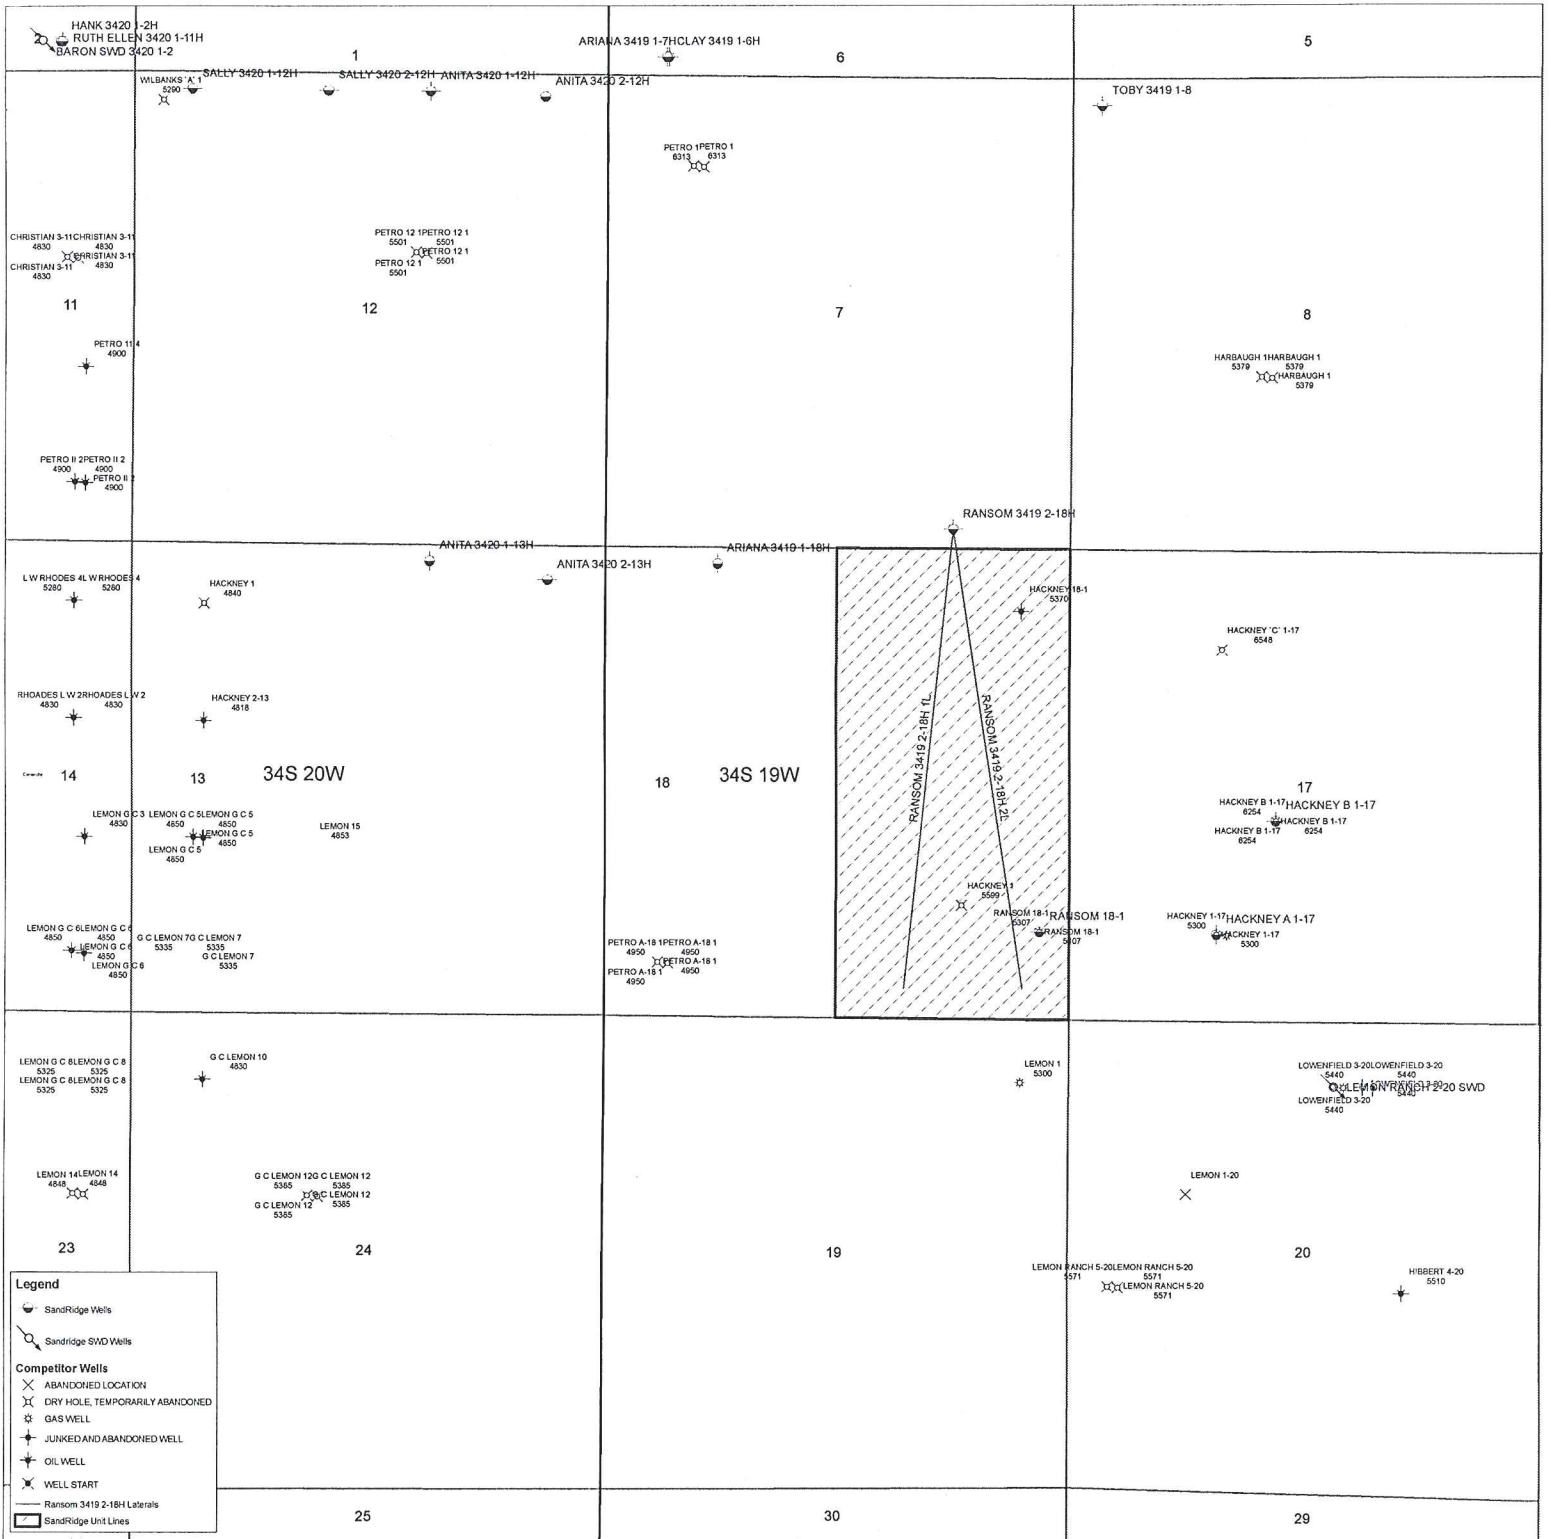 HANK 3420 1-2H
2
RUTH ELLEN 3420 1-11H
BARON SWD 3420 1-2
1
ARIANA 3419 1-7H
CLAY 3419 1-6H
6
5
WILBANKS 'A' 1
5290
SALLY 3420 1-12H
SALLY 3420 2-12H
ANITA 3420 1-12H
ANITA 3420 2-12H
TOBY 3419 1-8
PETRO 1
PETRO 1
6313
6313
CHRISTIAN 3-11
CHRISTIAN 3-11
4830
4830
CHRISTIAN 3-11
4830
CHRISTIAN 3-11
4830
PETRO 12 1
PETRO 12 1
5501
5501
PETRO 12 1
5501
PETRO 12 1
5501
11
12
7
8
PETRO 11 4
4900
HARBAUGH 1
HARBAUGH 1
5379
5379
HARBAUGH 1
5379
PETRO II 2
PETRO II 2
4900
4900
PETRO II 2
4900
RANSOM 3419 2-18H
ANITA 3420 1-13H
ANITA 3420 2-13H
ARIANA 3419 1-18H
L W RHODES 4
L W RHODES 4
5280
5280
HACKNEY 1
4840
HACKNEY 18-1
5370
HACKNEY 'C' 1-17
6548
RHOADES L W 2
RHOADES L W 2
4830
4830
HACKNEY 2-13
4818
RANSOM 3419 2-18H 1L
RANSOM 3419 2-18H 2L
14
13
34S 20W
18
34S 19W
17
LEMON G C 3
4830
LEMON G C 5
LEMON G C 5
4850
4850
LEMON G C 5
4850
LEMON G C 5
4850
LEMON 15
4853
HACKNEY B 1-17
6254
HACKNEY B 1-17
HACKNEY B 1-17
6254
HACKNEY B 1-17
6254
HACKNEY 1
5599
RANSOM 18-1
5307
RANSOM 18-1
RANSOM 18-1
5307
HACKNEY 1-17
5300
HACKNEY A 1-17
HACKNEY 1-17
5300
LEMON G C 6
LEMON G C 6
4850
4850
LEMON G C 6
4850
LEMON G C 6
4850
G C LEMON 7
G C LEMON 7
5335
5335
G C LEMON 7
5335
PETRO A-18 1
PETRO A-18 1
4950
4950
PETRO A-18 1
4950
PETRO A-18 1
4950
LEMON G C 8
LEMON G C 8
5325
5325
LEMON G C 8
LEMON G C 8
5325
5325
G C LEMON 10
4830
LEMON 1
5300
LOWENFIELD 3-20
LOWENFIELD 3-20
5440
5440
LOWENFIELD 3-20
5440
LEMON RANCH 2-20 SWD
LOWENFIELD 3-20
5440
LEMON 14
LEMON 14
4848
4848
G C LEMON 12
G C LEMON 12
5385
5385
G C LEMON 12
5385
G C LEMON 12
5385
LEMON 1-20
23
24
19
20
LEMON RANCH 5-20
LEMON RANCH 5-20
5571
5571
LEMON RANCH 5-20
5571
HIBBERT 4-20
5510
Legend
SandRidge Wells
Sandridge SWD Wells
Competitor Wells
ABANDONED LOCATION
DRY HOLE, TEMPORARILY ABANDONED
GAS WELL
JUNKED AND ABANDONED WELL
OIL WELL
WELL START
Ransom 3419 2-18H Laterals
SandRidge Unit Lines
25
30
29